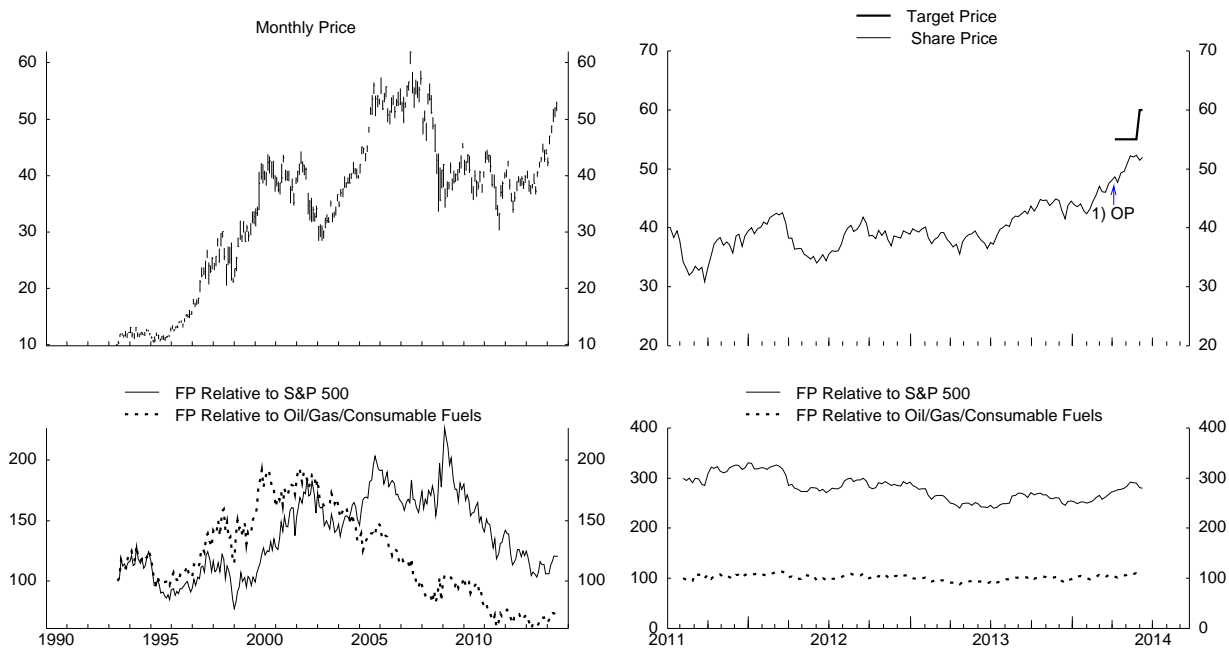 Monthly Price
60 60
50 50
40 40
30 30
20 20
10 10
Target Price
Share Price
70 70
60 60
50 50
40 40
30 30
20 20
1) OP
FP Relative to S&P 500
FP Relative to Oil/Gas/Consumable Fuels
200 200
150 150
100 100
1990 1995 2000 2005 2010
FP Relative to S&P 500
FP Relative to Oil/Gas/Consumable Fuels
400 400
300 300
200 200
100 100
0 0
2011 2012 2013 2014